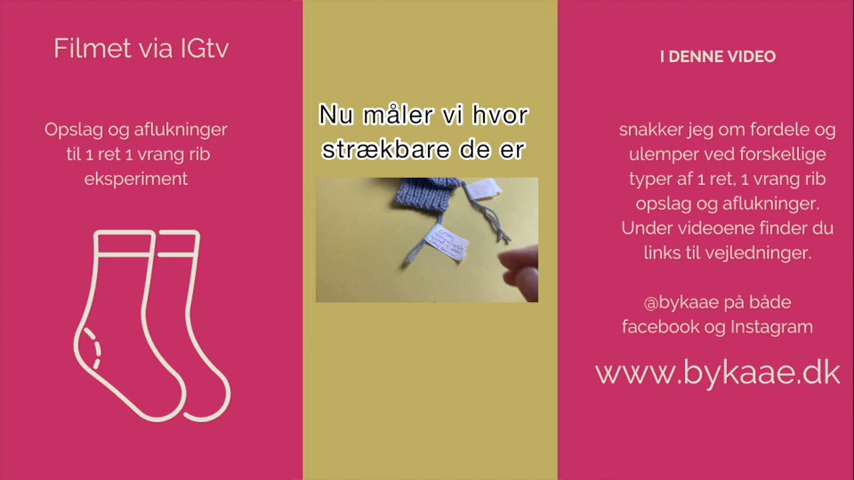 Filmet via IGtv
Opslag og aflukninger
til 1 ret 1 vrang rib
eksperiment
Nu måler vi hvor
strækbare de er
I DENNE VIDEO
snakker jeg om fordele og
ulemper ved forskellige
typer af 1 ret, 1 vrang rib
opslag og aflukninger.
Under videoene finder du
links til vejledninger.
@bykaae på både
facebook og Instagram
www.bykaae.dk